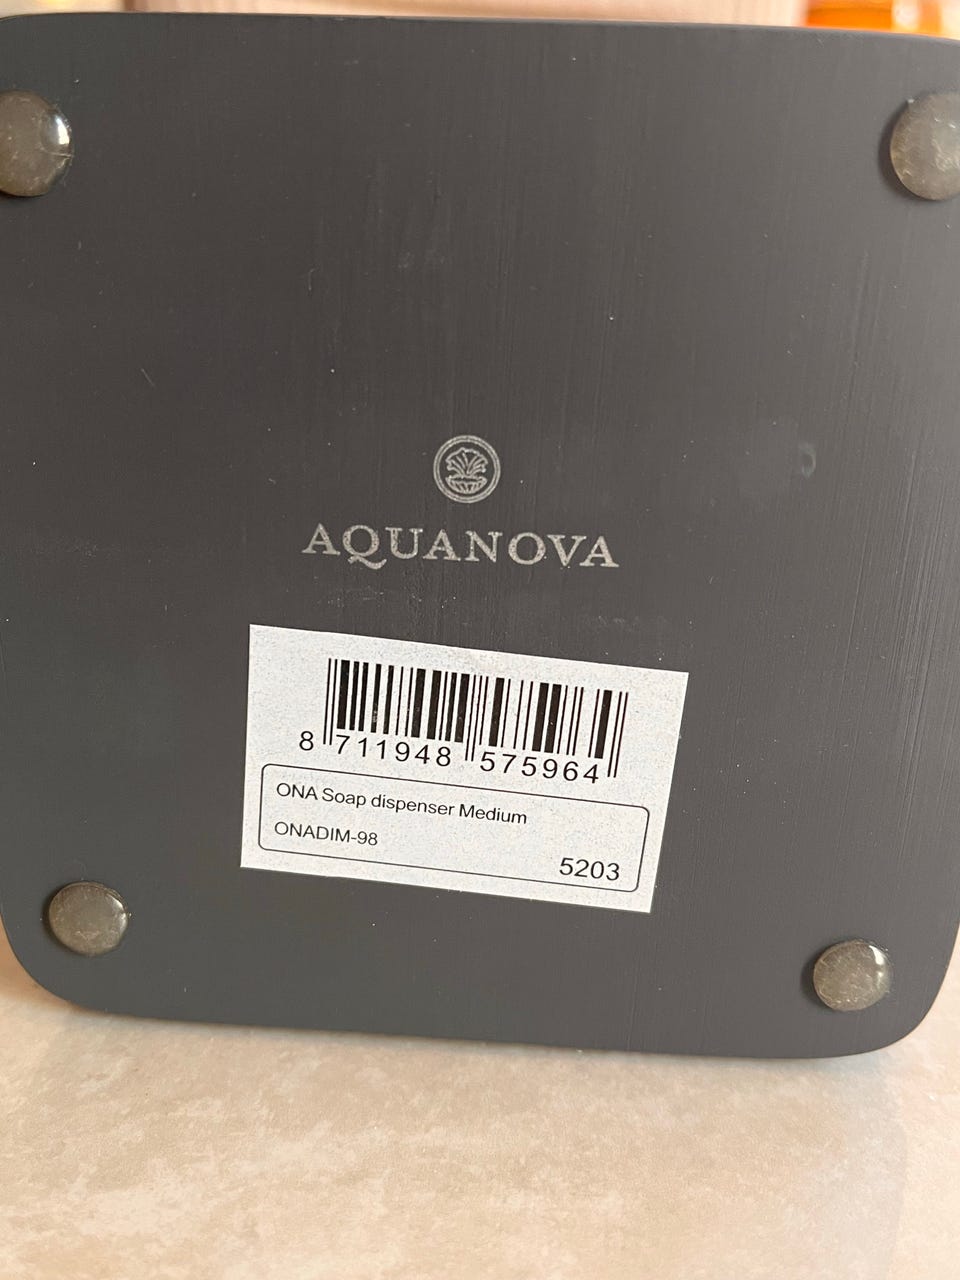 AQUANOVA
8 711948 575964
ONA Soap dispenser Medium
ONADIM-98
5203